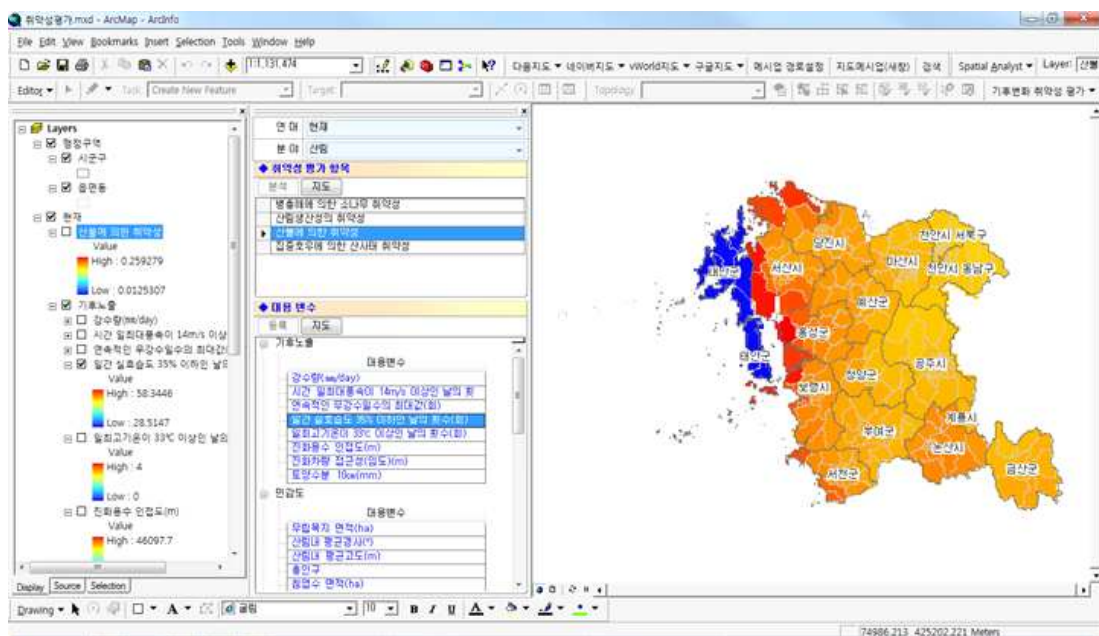 취약성평가.mxd - ArcMap - ArcInfo
File Edit View Bookmarks Insert Selection Tools Window Help
1:1,131,474
다음지도 네이버지도 vWorld지도 구글지도 메시업 경로설정 지도메시업(새창) 검색 Spatial Analyst Layer: 산불
Editor Task: Create New Feature Target: Topology 기후변화 취약성 평가
Layers
행정구역
시군구
읍면동
현재
산불에 의한 취약성
Value
High : 0.259279
Low : 0.0125307
기후노출
강수량(mm/day)
시간 일최대풍속이 14m/s 이상
연속적인 무강수일수의 최대값(
일간 실효습도 35% 이하인 날의
Value
High : 58.3446
Low : 28.5147
일최고기온이 33℃ 이상인 날의
Value
High : 4
Low : 0
진화용수 인접도(m)
Value
High : 46097.7
Display Source Selection
연 대 현재
분 야 산림
◆ 취약성 평가 항목
분석 지도
병충해에 의한 소나무 취약성
산림생산성의 취약성
산불에 의한 취약성
집중호우에 의한 산사태 취약성
◆ 대용 변수
등록 지도
기후노출
대용변수
강수량(mm/day)
시간 일최대풍속이 14m/s 이상인 날의 횟
연속적인 무강수일수의 최대값(회)
일간 실효습도 35% 이하인 날의 횟수(회)
일최고기온이 33℃ 이상인 날의 횟수(회)
진화용수 인접도(m)
진화차량 접근성(임도)(m)
토양수분 10cm(mm)
민감도
대용변수
무립목지 면적(ha)
산림내 평균경사(°)
산림내 평균고도(m)
총인구
침엽수 면적(ha)
당진시
천안시 서북구
아산시
천안시 동남구
태안군
서산시
예산군
홍성군
태안군
공주시
청양군
보령시
계룡시
부여군
논산시
서천군
금산군
Drawing A 굴림 10 B I U A
74986.213 425202.221 Meters